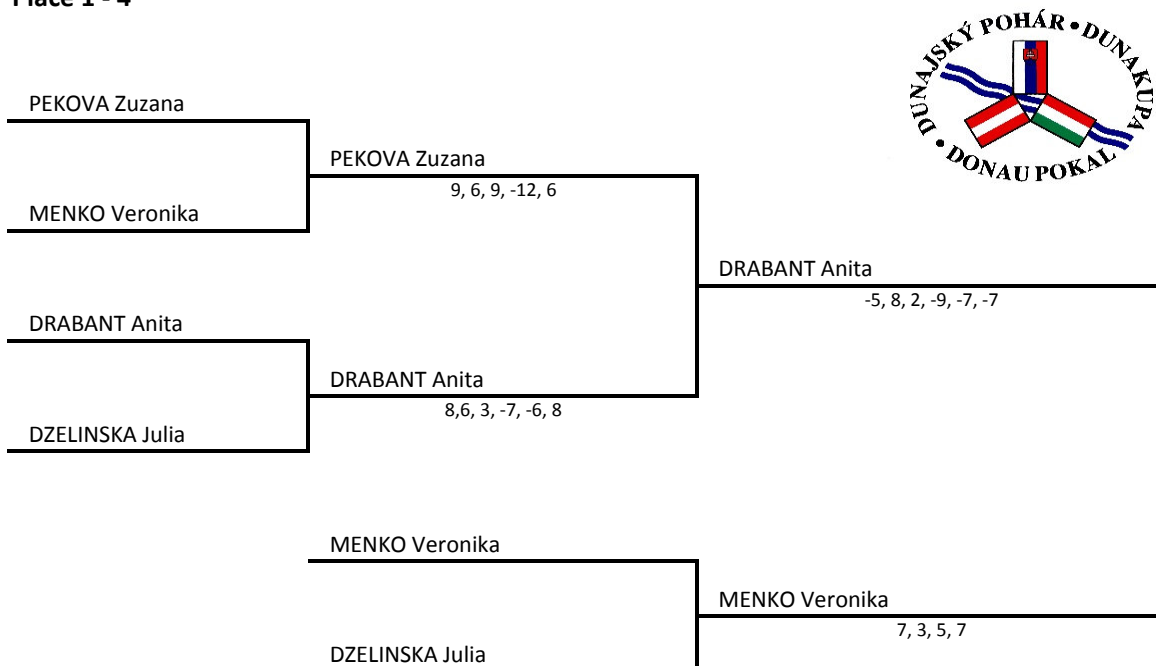 Place 1 - 4
DUNAJSKÝ POHÁR • DUNA KUPA • DONAU POKAL •
PEKOVA Zuzana
PEKOVA Zuzana
9, 6, 9, -12, 6
MENKO Veronika
DRABANT Anita
-5, 8, 2, -9, -7, -7
DRABANT Anita
DRABANT Anita
8,6, 3, -7, -6, 8
DZELINSKA Julia
MENKO Veronika
MENKO Veronika
7, 3, 5, 7
DZELINSKA Julia